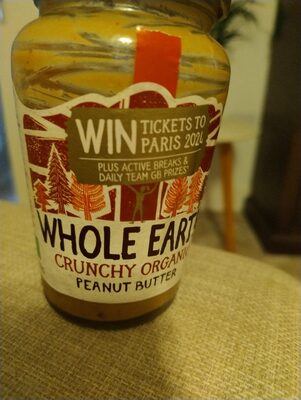 WIN TICKETS TO
PARIS 2024
PLUS ACTIVE BREAKS &
DAILY TEAM GB PRIZES*
WHOLE EART
CRUNCHY ORGANI
PEANUT BUTTER